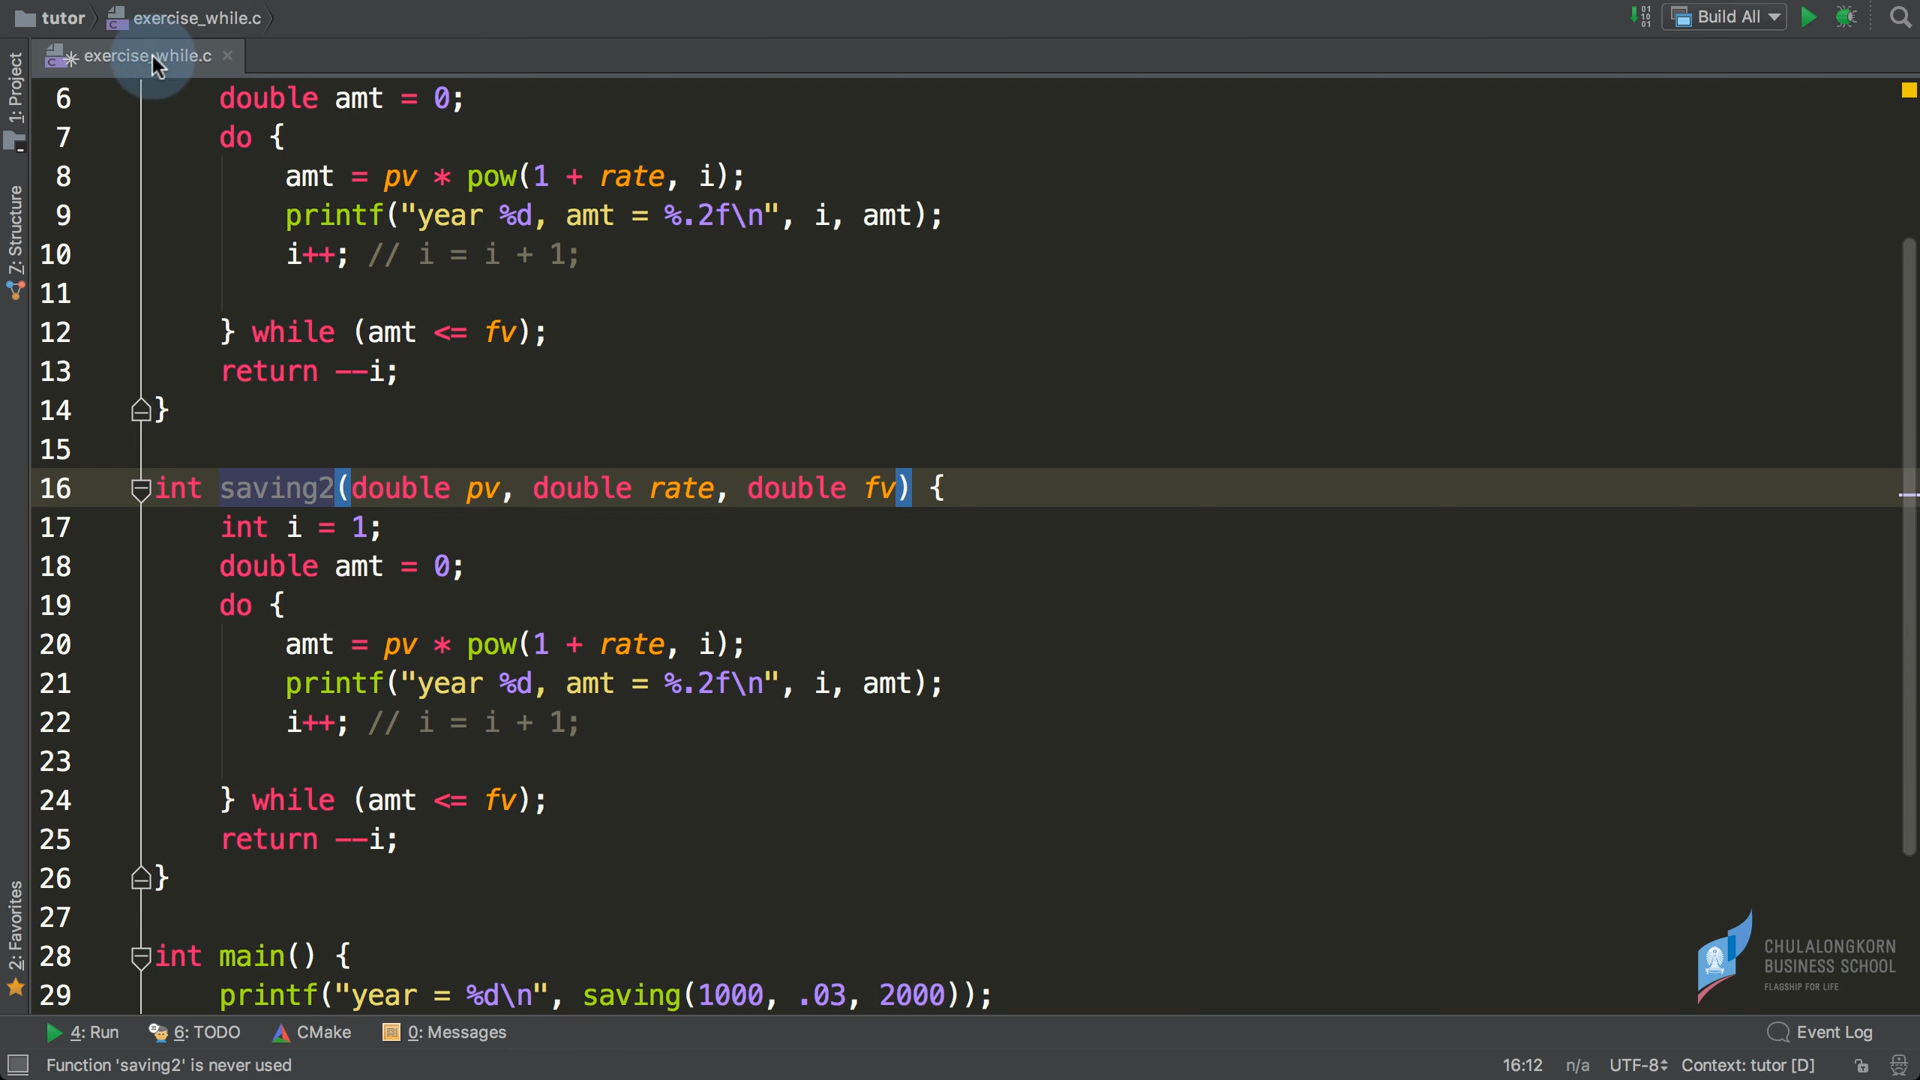 tutor exercise_while.c Build All
exercise_while.c
1: Project
Z: Structure
2: Favorites
6 double amt = 0;
7 do {
8 amt = pv * pow(1 + rate, i);
9 printf("year %d, amt = %.2f\n", i, amt);
10 i++; // i = i + 1;
11
12 } while (amt <= fv);
13 return --i;
14 }
15
16 int saving2(double pv, double rate, double fv) {
17 int i = 1;
18 double amt = 0;
19 do {
20 amt = pv * pow(1 + rate, i);
21 printf("year %d, amt = %.2f\n", i, amt);
22 i++; // i = i + 1;
23
24 } while (amt <= fv);
25 return --i;
26 }
27
28 int main() {
29 printf("year = %d\n", saving(1000, .03, 2000));
CHULALONGKORN
BUSINESS SCHOOL
FLAGSHIP FOR LIFE
4: Run 6: TODO CMake 0: Messages Event Log
Function 'saving2' is never used 16:12 n/a UTF-8 Context: tutor [D]